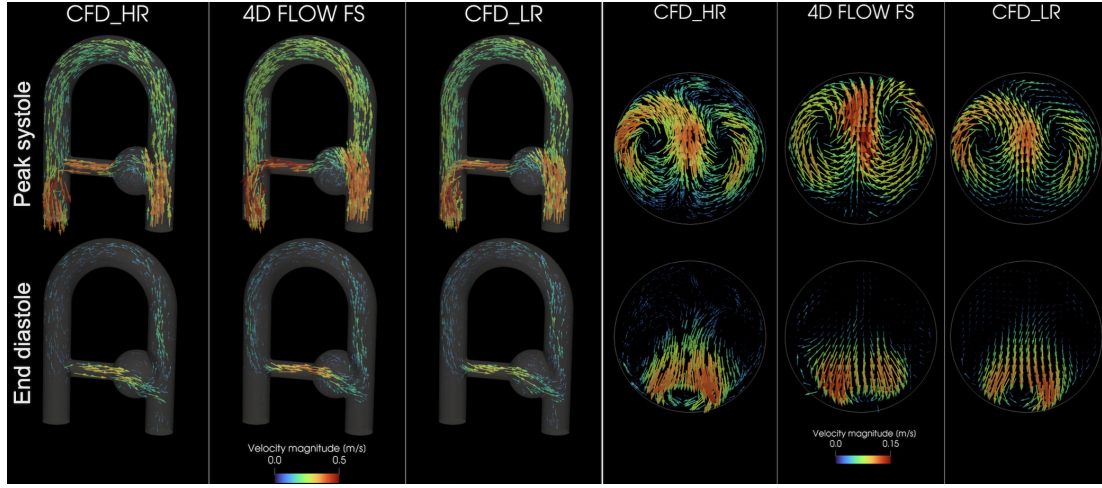 CFD_HR 4D FLOW FS CFD_LR CFD_HR 4D FLOW FS CFD_LR
Peak systole
End diastole
Velocity magnitude (m/s)
0.0 0.5
Velocity magnitude (m/s)
0.0 0.15